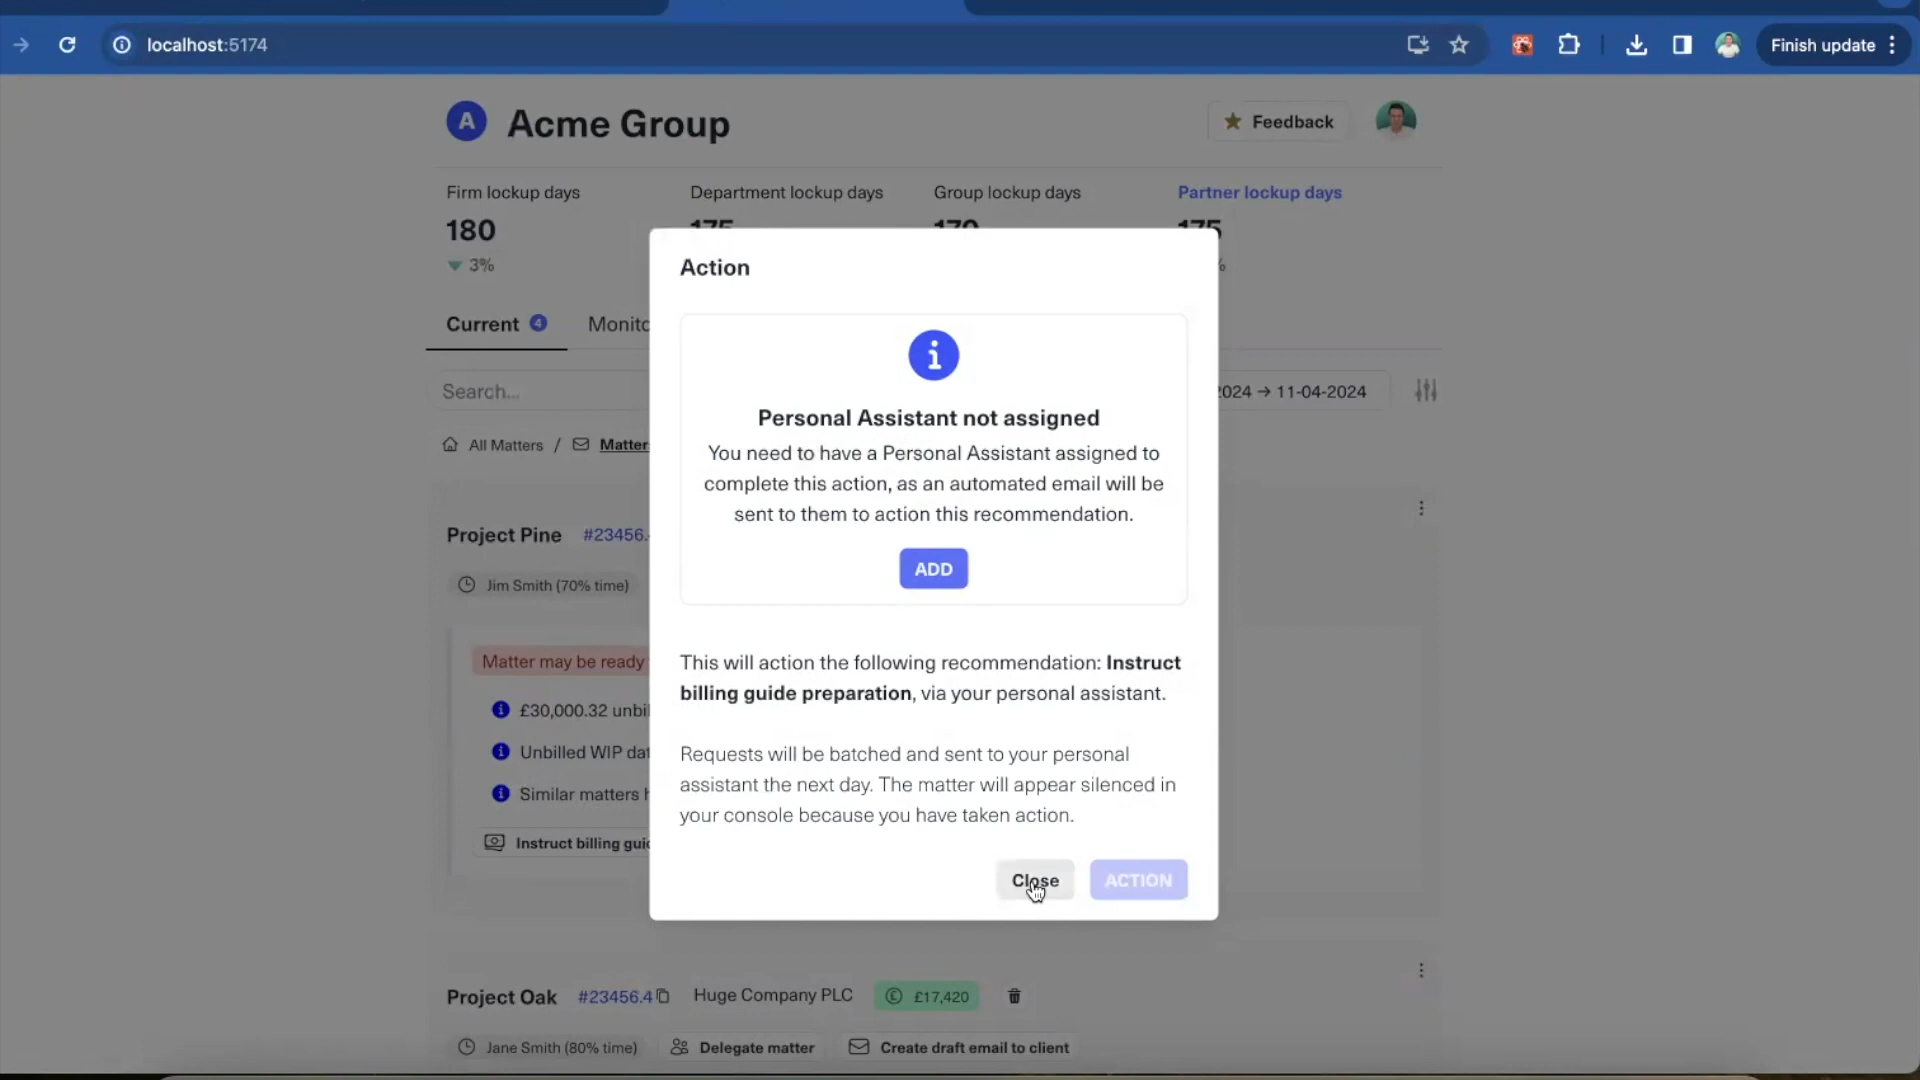 localhost:5174
Finish update
A Acme Group
Feedback
Firm lockup days
Department lockup days
Group lockup days
Partner lockup days
180
175
170
175
3%
%
Action
Current 4
Monito
Personal Assistant not assigned
You need to have a Personal Assistant assigned to
complete this action, as an automated email will be
sent to them to action this recommendation.
ADD
Search...
2024 → 11-04-2024
All Matters / Matter
Project Pine #23456.
Jim Smith (70% time)
Matter may be ready
£30,000.32 unbil
Unbilled WIP dat
Similar matters h
Instruct billing guid
This will action the following recommendation: Instruct
billing guide preparation, via your personal assistant.
Requests will be batched and sent to your personal
assistant the next day. The matter will appear silenced in
your console because you have taken action.
Close
ACTION
Project Oak #23456.4 Huge Company PLC £17,420
Jane Smith (80% time) Delegate matter Create draft email to client